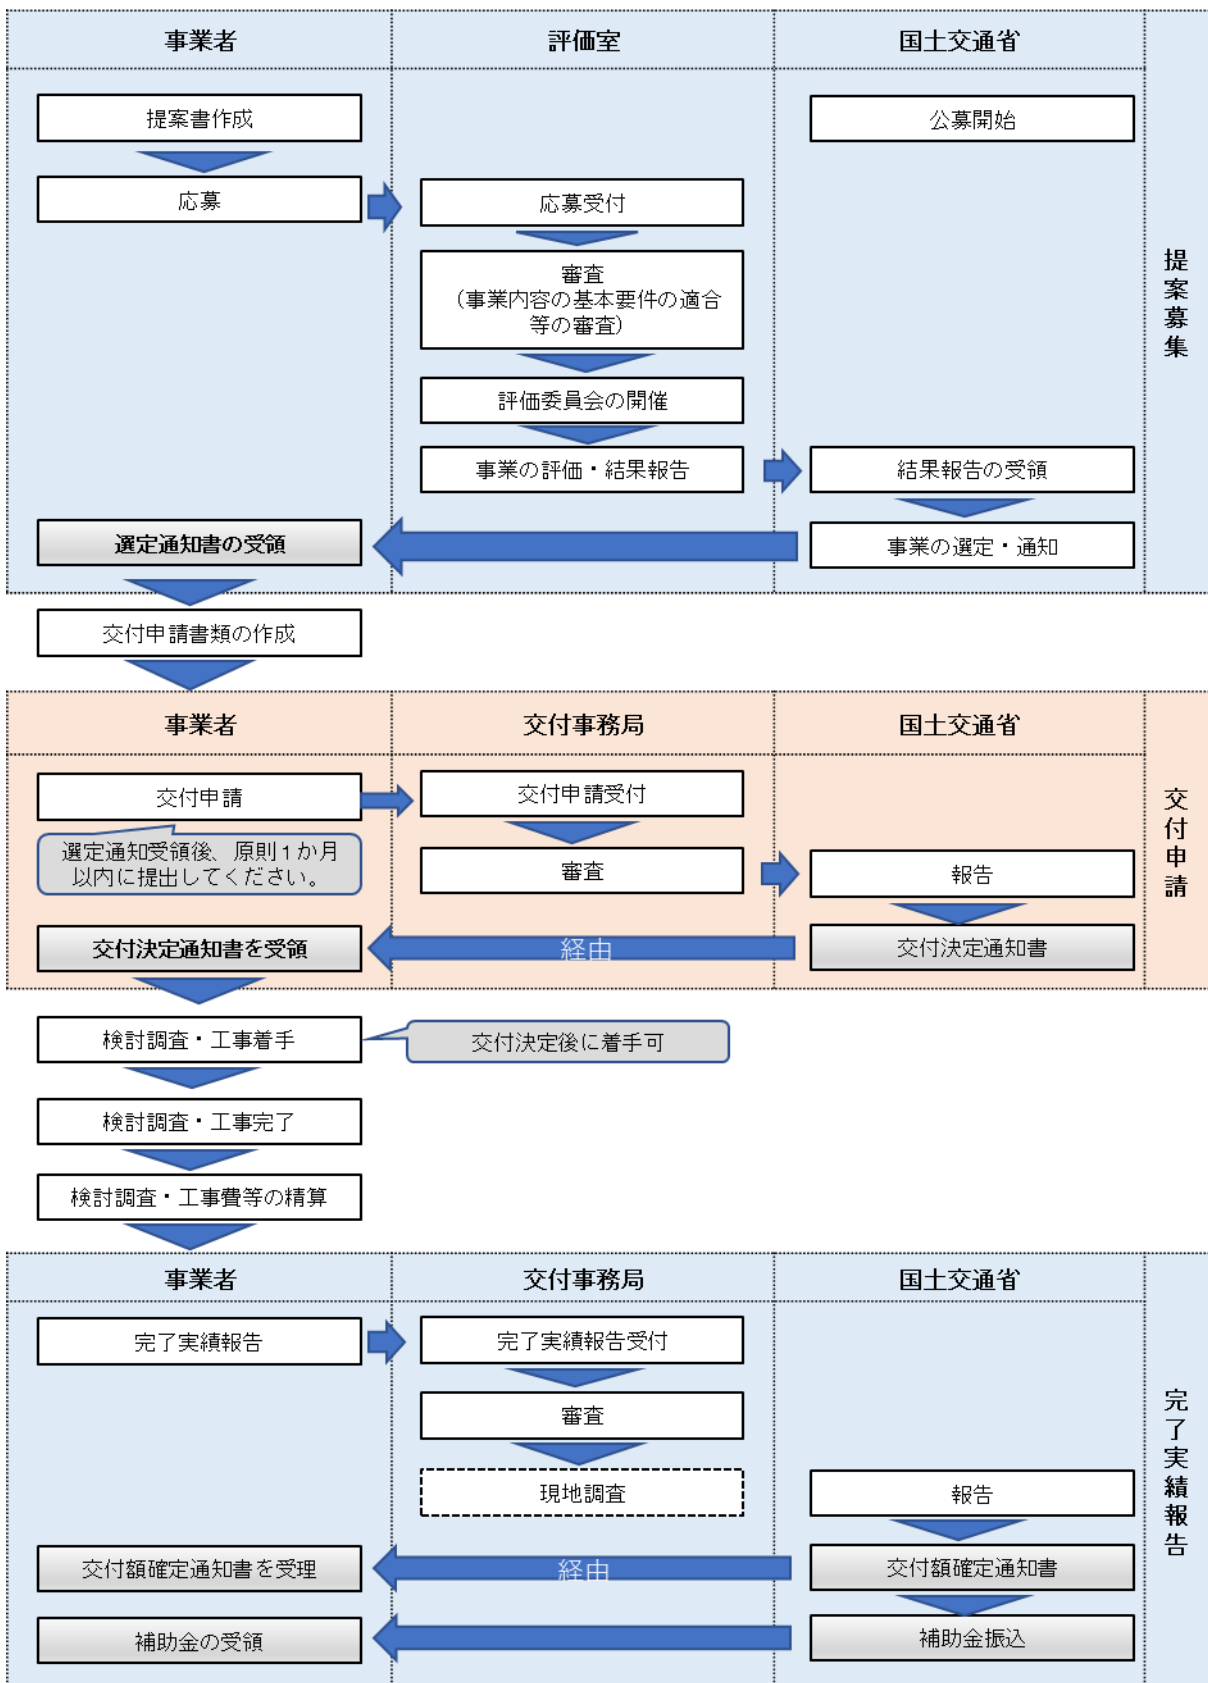 事業者
評価室
国土交通省
提案書作成
公募開始
応募
応募受付
審査
（事業内容の基本要件の適合
等の審査）
評価委員会の開催
事業の評価・結果報告
結果報告の受領
選定通知書の受領
事業の選定・通知
提案募集
交付申請書類の作成
事業者
交付事務局
国土交通省
交付申請
交付申請受付
選定通知受領後、原則１か月
以内に提出してください。
審査
報告
交付決定通知書を受領
経由
交付決定通知書
交付申請
検討調査・工事着手
交付決定後に着手可
検討調査・工事完了
検討調査・工事費等の精算
事業者
交付事務局
国土交通省
完了実績報告
完了実績報告受付
審査
現地調査
報告
交付額確定通知書を受理
経由
交付額確定通知書
補助金の受領
補助金振込
完了実績報告